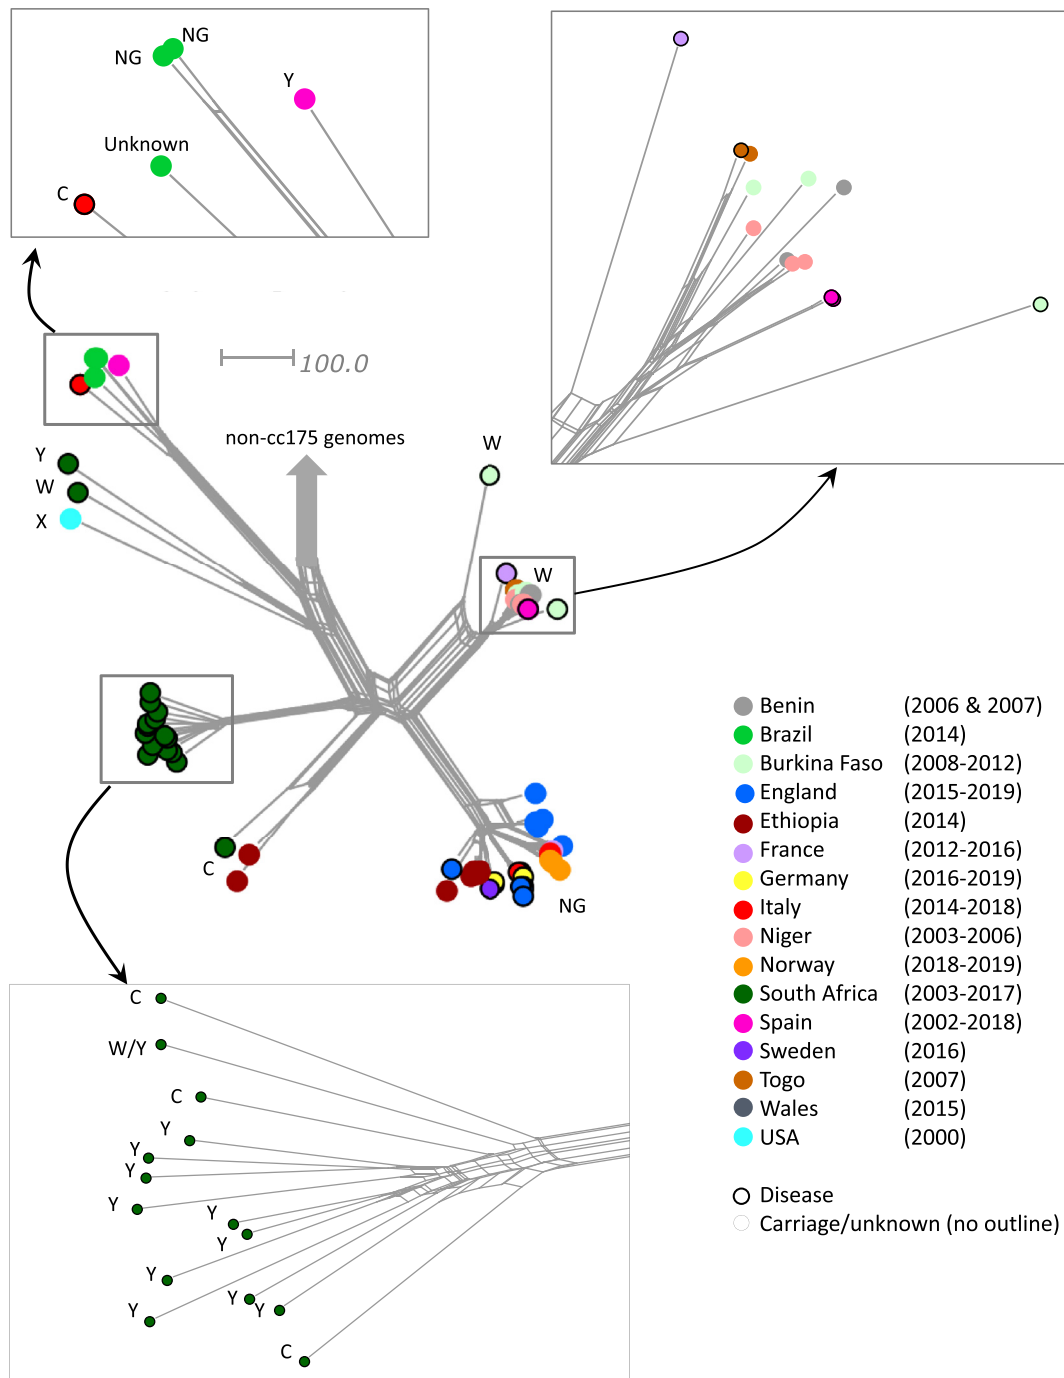 NG
NG
Y
Unknown
C
100.0
non-cc175 genomes
W
Y
W
X
W
C
NG
Benin (2006 & 2007)
Brazil (2014)
Burkina Faso (2008-2012)
England (2015-2019)
Ethiopia (2014)
France (2012-2016)
Germany (2016-2019)
Italy (2014-2018)
Niger (2003-2006)
Norway (2018-2019)
South Africa (2003-2017)
Spain (2002-2018)
Sweden (2016)
Togo (2007)
Wales (2015)
USA (2000)
Disease
Carriage/unknown (no outline)
C
W/Y
C
Y
Y
Y
Y
Y
Y
Y
Y
Y
Y
C